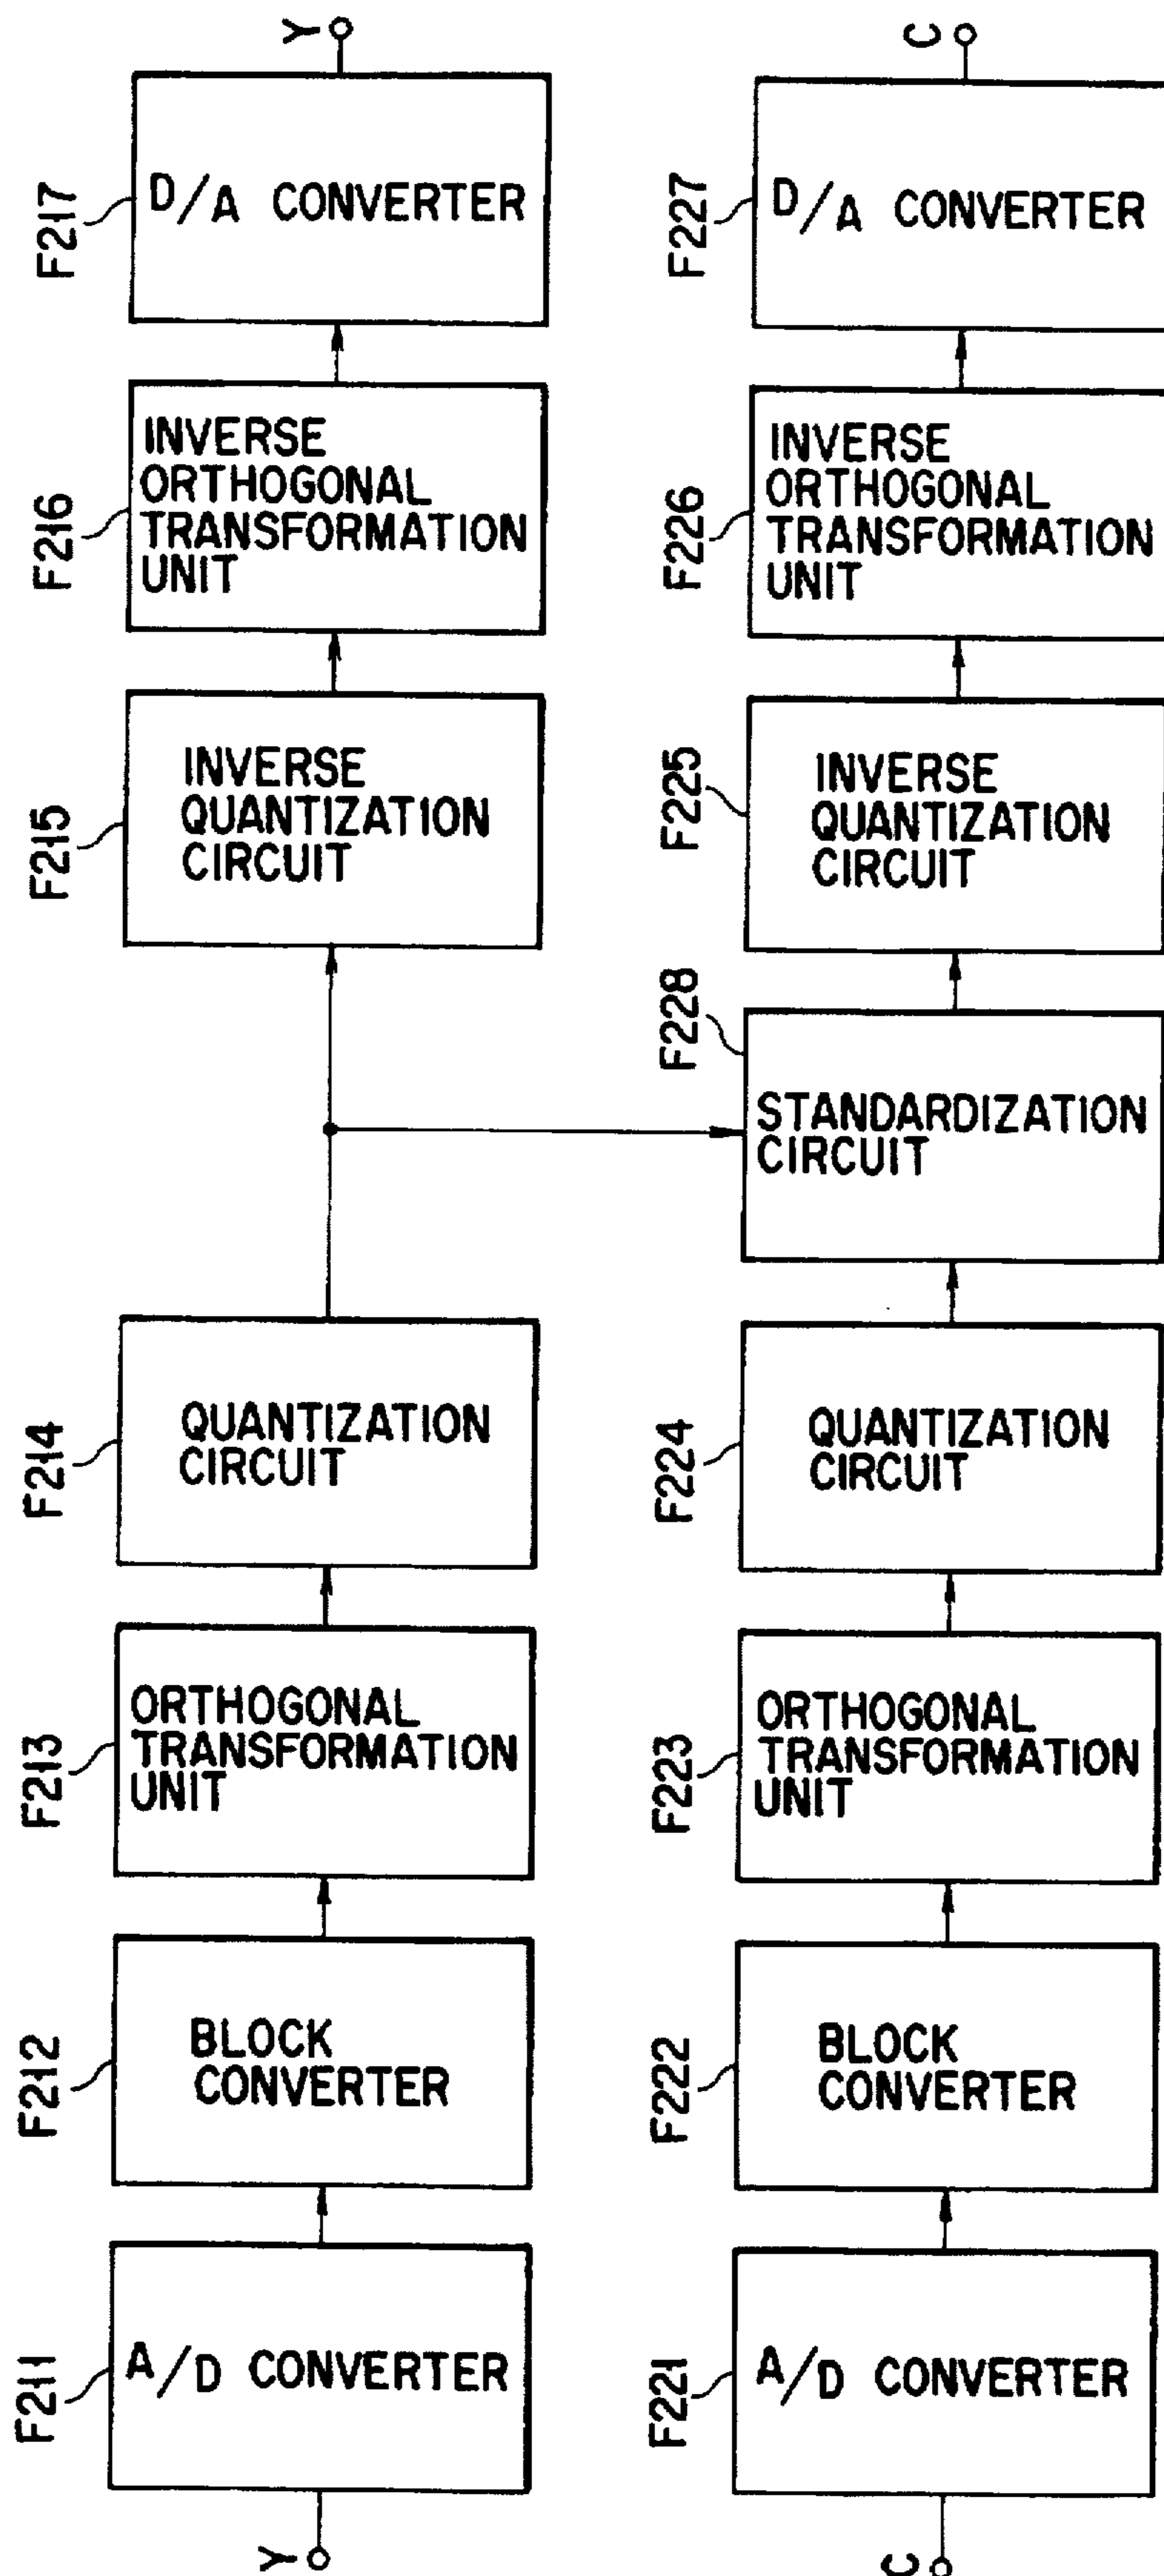 Y
F217
D/A CONVERTER
F216
INVERSE
ORTHOGONAL
TRANSFORMATION
UNIT
F215
INVERSE
QUANTIZATION
CIRCUIT
F214
QUANTIZATION
CIRCUIT
F213
ORTHOGONAL
TRANSFORMATION
UNIT
F212
BLOCK
CONVERTER
F211
A/D CONVERTER
Y
C
F227
D/A CONVERTER
F226
INVERSE
ORTHOGONAL
TRANSFORMATION
UNIT
F225
INVERSE
QUANTIZATION
CIRCUIT
F228
STANDARDIZATION
CIRCUIT
F224
QUANTIZATION
CIRCUIT
F223
ORTHOGONAL
TRANSFORMATION
UNIT
F222
BLOCK
CONVERTER
F221
A/D CONVERTER
C